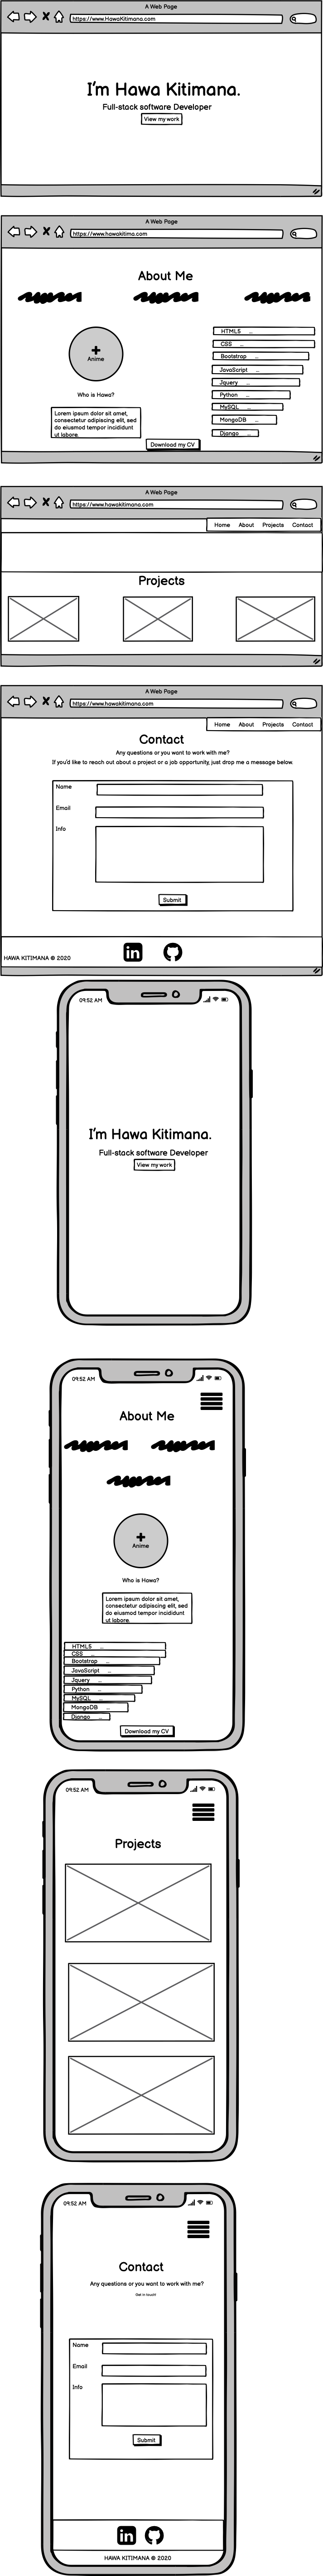 A Web Page
https://www.HawaKitimana.com
I'm Hawa Kitimana.
Full-stack software Developer
View my work
A Web Page
https://www.hawakitima.com
About Me
Anime
Who is Hawa?
Lorem ipsum dolor sit amet,
consectetur adipiscing elit, sed
do eiusmod tempor incididunt
ut labore.
HTML5 ...
CSS ...
Bootstrap ...
JavaScript ...
Jquery ...
Python ...
MySQL ...
MongoDB ...
Django ...
Download my CV
A Web Page
https://www.hawakitimana.com
Home About Projects Contact
Projects
A Web Page
https://www.hawakitimana.com
Home About Projects Contact
Contact
Any questions or you want to work with me?
If you'd like to reach out about a project or a job opportunity, just drop me a message below.
Name
Email
Info
Submit
in
HAWA KITIMANA © 2020
09:52 AM
I'm Hawa Kitimana.
Full-stack software Developer
View my work
09:52 AM
About Me
Anime
Who is Hawa?
Lorem ipsum dolor sit amet,
consectetur adipiscing elit, sed
do eiusmod tempor incididunt
ut labore.
HTML5 ...
CSS ...
Bootstrap ...
JavaScript ...
Jquery ...
Python ...
MySQL ...
MongoDB ...
Django ...
Download my CV
09:52 AM
Projects
09:52 AM
Contact
Any questions or you want to work with me?
Get in touch!
Name
Email
Info
Submit
in
HAWA KITIMANA © 2020